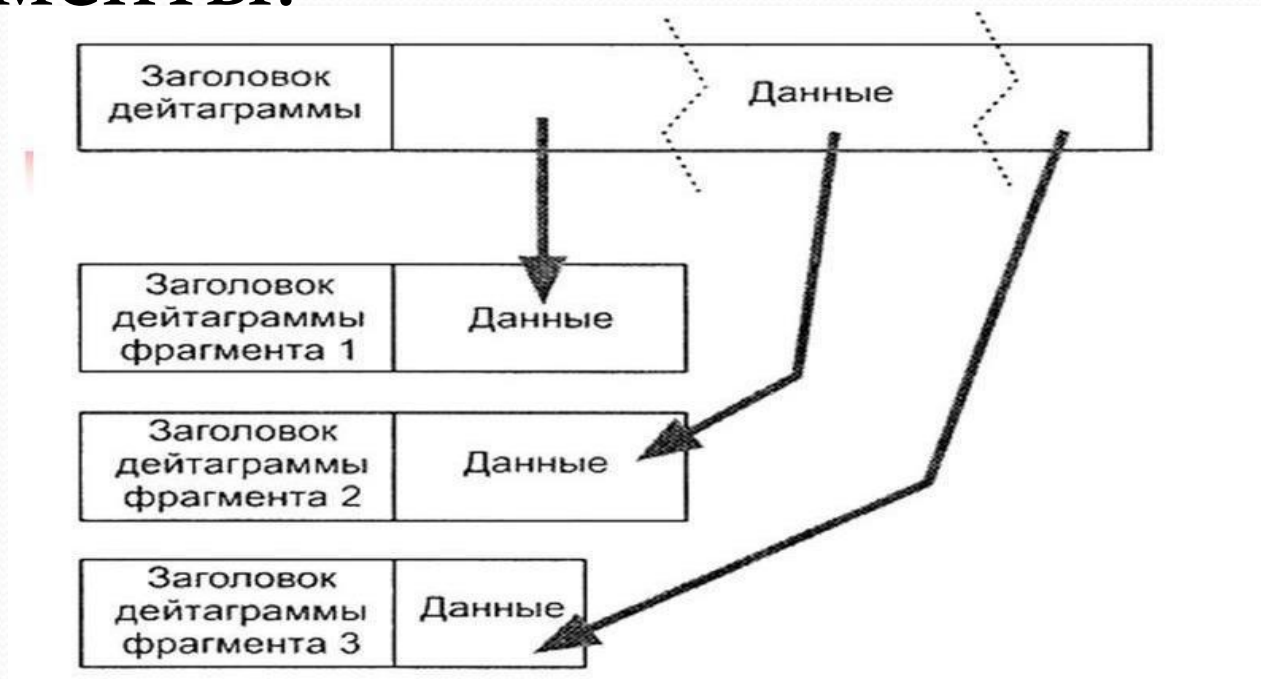 Заголовок
дейтаграммы
Данные
Заголовок
дейтаграммы
фрагмента 1
Данные
Заголовок
дейтаграммы
фрагмента 2
Данные
Заголовок
дейтаграммы
фрагмента 3
Данные